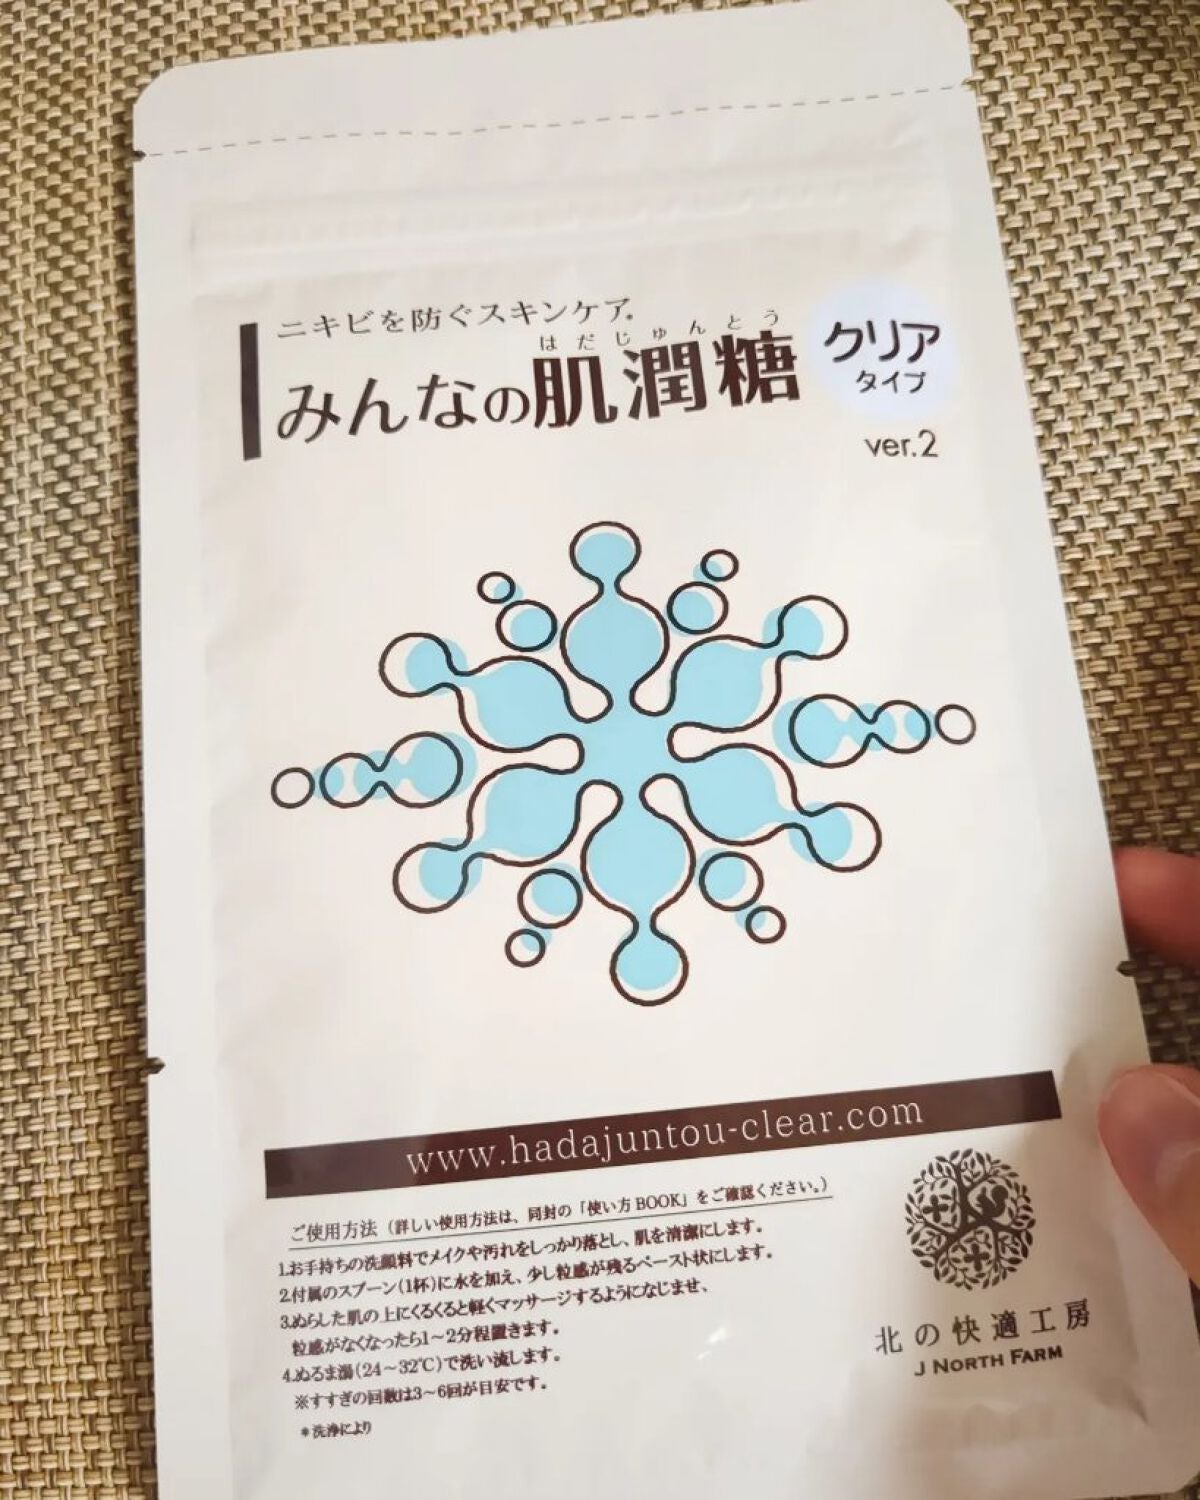 ニキビを防ぐスキンケア*
はだじゅんとう
みんなの肌潤糖
クリア
タイプ
ver.2
www.hadajuntou-clear.com
ご使用方法(詳しい使用方法は、同封の「使い方BOOK」をご確認ください。)
1.お手持ちの洗顔料でメイクや汚れをしっかり落とし、肌を清潔にします。
2.付属のスプーン(1杯)に水を加え、少し粒感が残るペースト状にします。
3.ぬらした肌の上にくるくると軽くマッサージするようになじませ、
粒感がなくなったら1~2分程置きます。
4.ぬるま湯(24~32℃)で洗い流します。
※すすぎの回数は3~6回が目安です。
*洗浄により
北の快適工房
J NORTH FARM